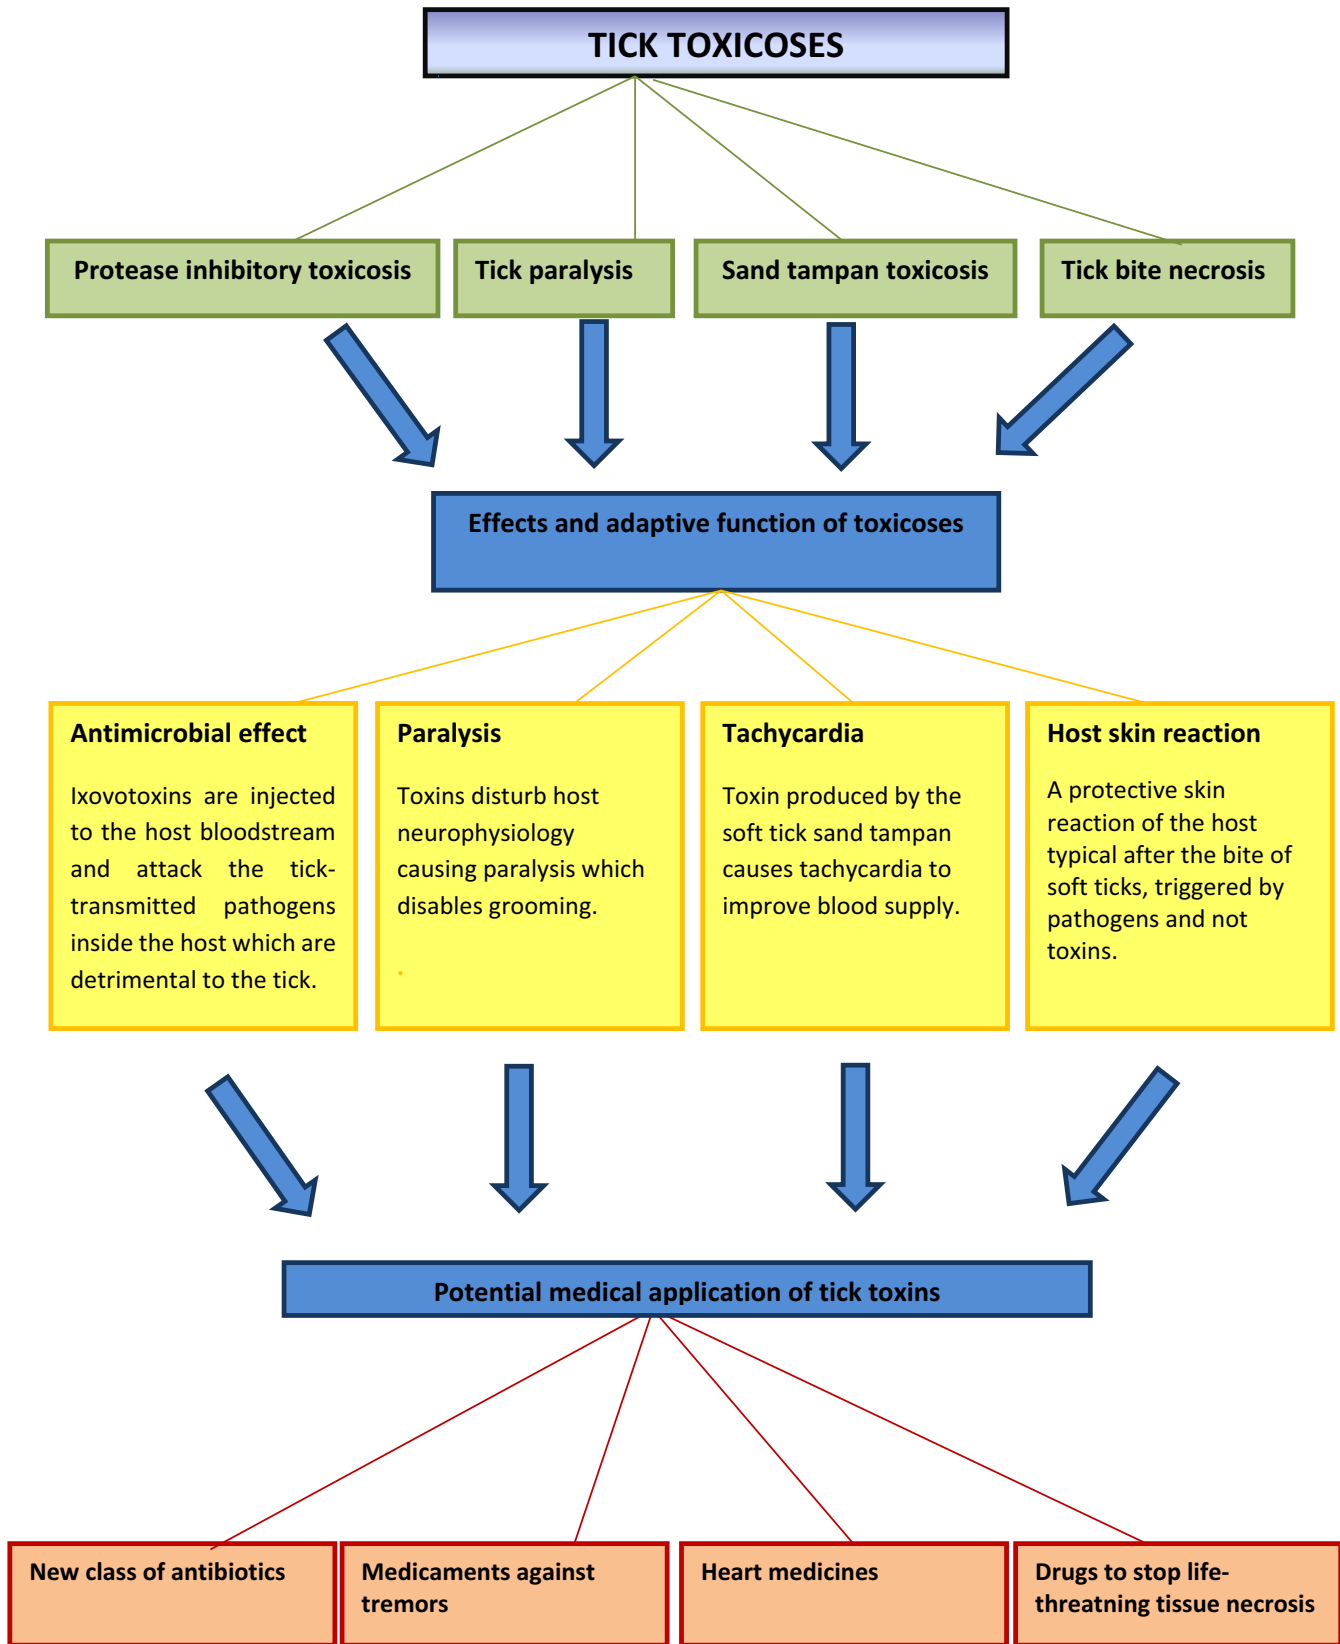 TICK TOXICOSES
Protease inhibitory toxicosis
Tick paralysis
Sand tampan toxicosis
Tick bite necrosis
Effects and adaptive function of toxicoses
Antimicrobial effect
Ixovotoxins are injected
to the host bloodstream
and attack the tick-
transmitted pathogens
inside the host which are
detrimental to the tick.
Paralysis
Toxins disturb host
neurophysiology
causing paralysis which
disables grooming.
.
Tachycardia
Toxin produced by the
soft tick sand tampan
causes tachycardia to
improve blood supply.
Host skin reaction
A protective skin
reaction of the host
typical after the bite of
soft ticks, triggered by
pathogens and not
toxins.
Potential medical application of tick toxins
New class of antibiotics
Medicaments against
tremors
Heart medicines
Drugs to stop life-
threatning tissue necrosis